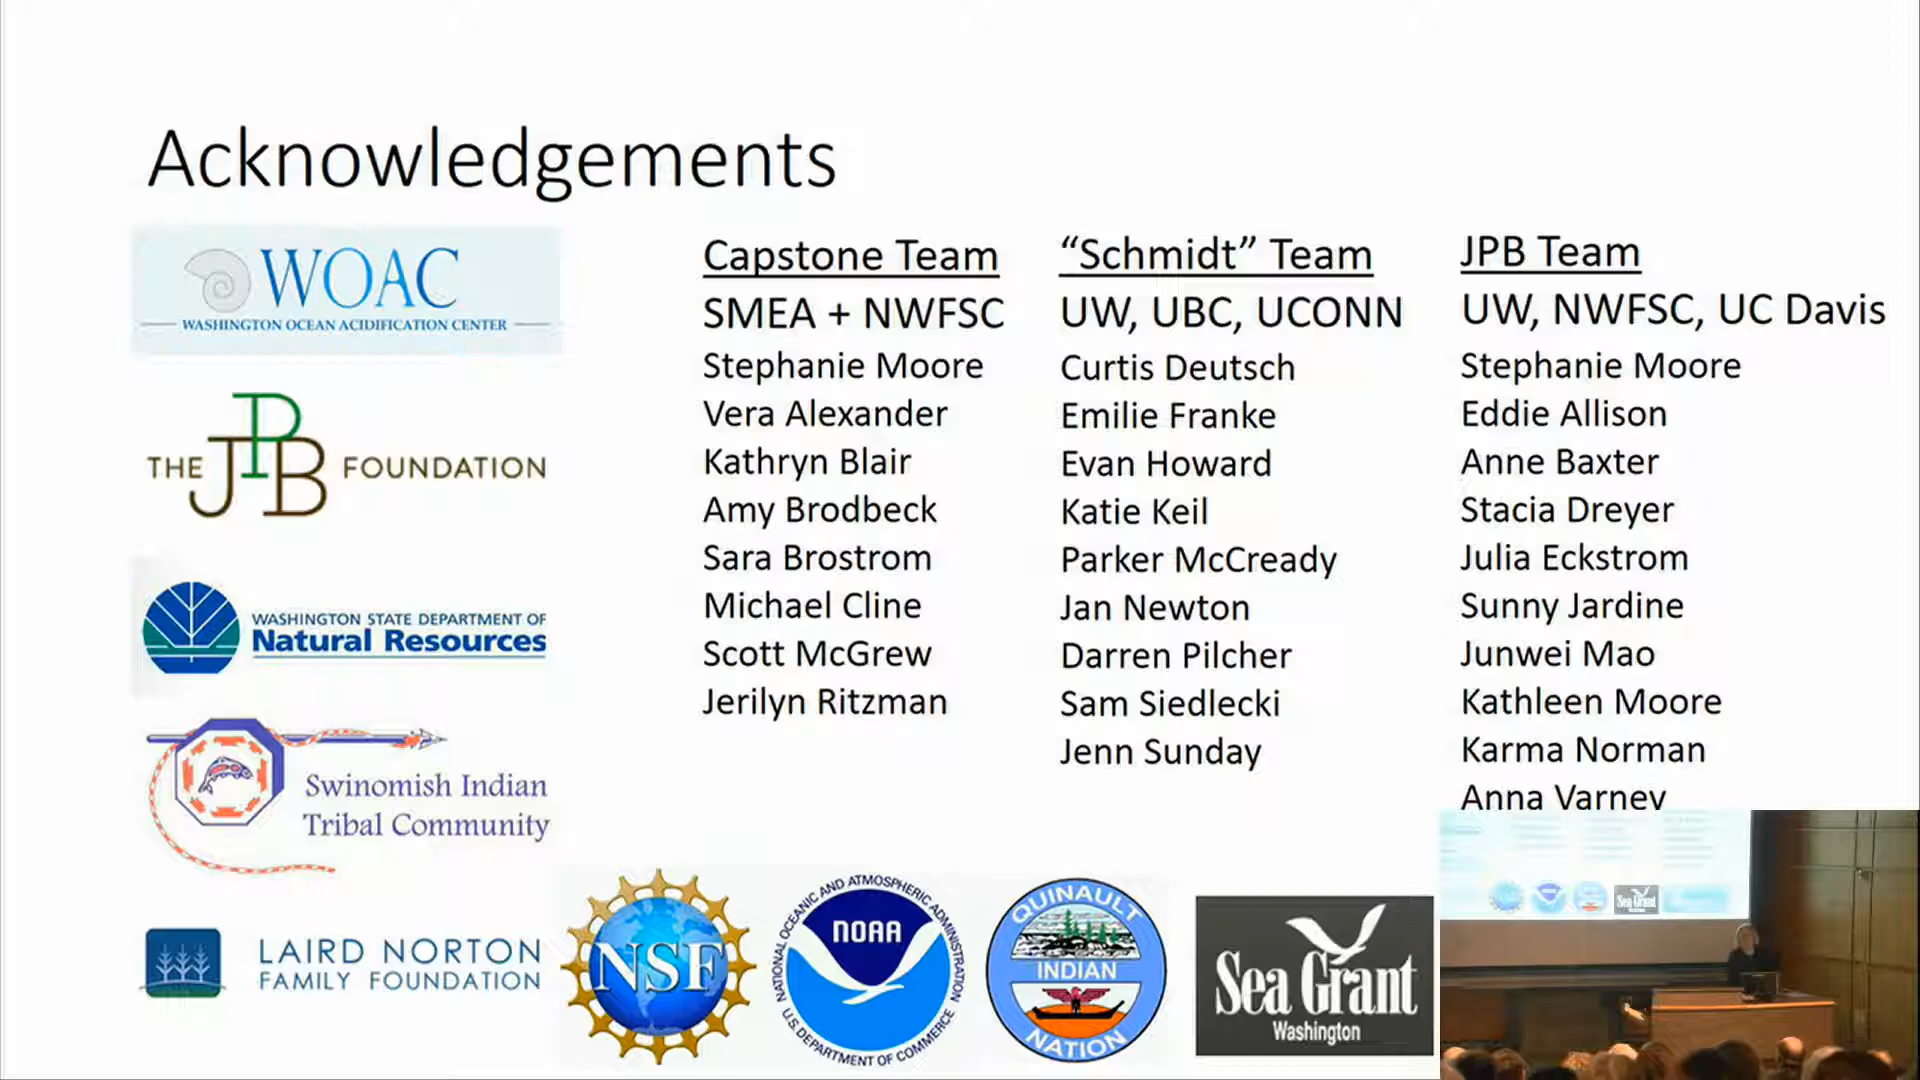 Acknowledgements
WOAC
WASHINGTON OCEAN ACIDIFICATION CENTER
THE JPB FOUNDATION
WASHINGTON STATE DEPARTMENT OF
Natural Resources
Swinomish Indian
Tribal Community
LAIRD NORTON
FAMILY FOUNDATION
Capstone Team
SMEA + NWFSC
Stephanie Moore
Vera Alexander
Kathryn Blair
Amy Brodbeck
Sara Brostrom
Michael Cline
Scott McGrew
Jerilyn Ritzman
“Schmidt” Team
UW, UBC, UCONN
Curtis Deutsch
Emilie Franke
Evan Howard
Katie Keil
Parker McCready
Jan Newton
Darren Pilcher
Sam Siedlecki
Jenn Sunday
JPB Team
UW, NWFSC, UC Davis
Stephanie Moore
Eddie Allison
Anne Baxter
Stacia Dreyer
Julia Eckstrom
Sunny Jardine
Junwei Mao
Kathleen Moore
Karma Norman
Anna Varney
NSF
NATIONAL OCEANIC AND ATMOSPHERIC ADMINISTRATION
NOAA
U.S. DEPARTMENT OF COMMERCE
QUINAULT
INDIAN
NATION
Sea Grant
Washington
Sea Grant